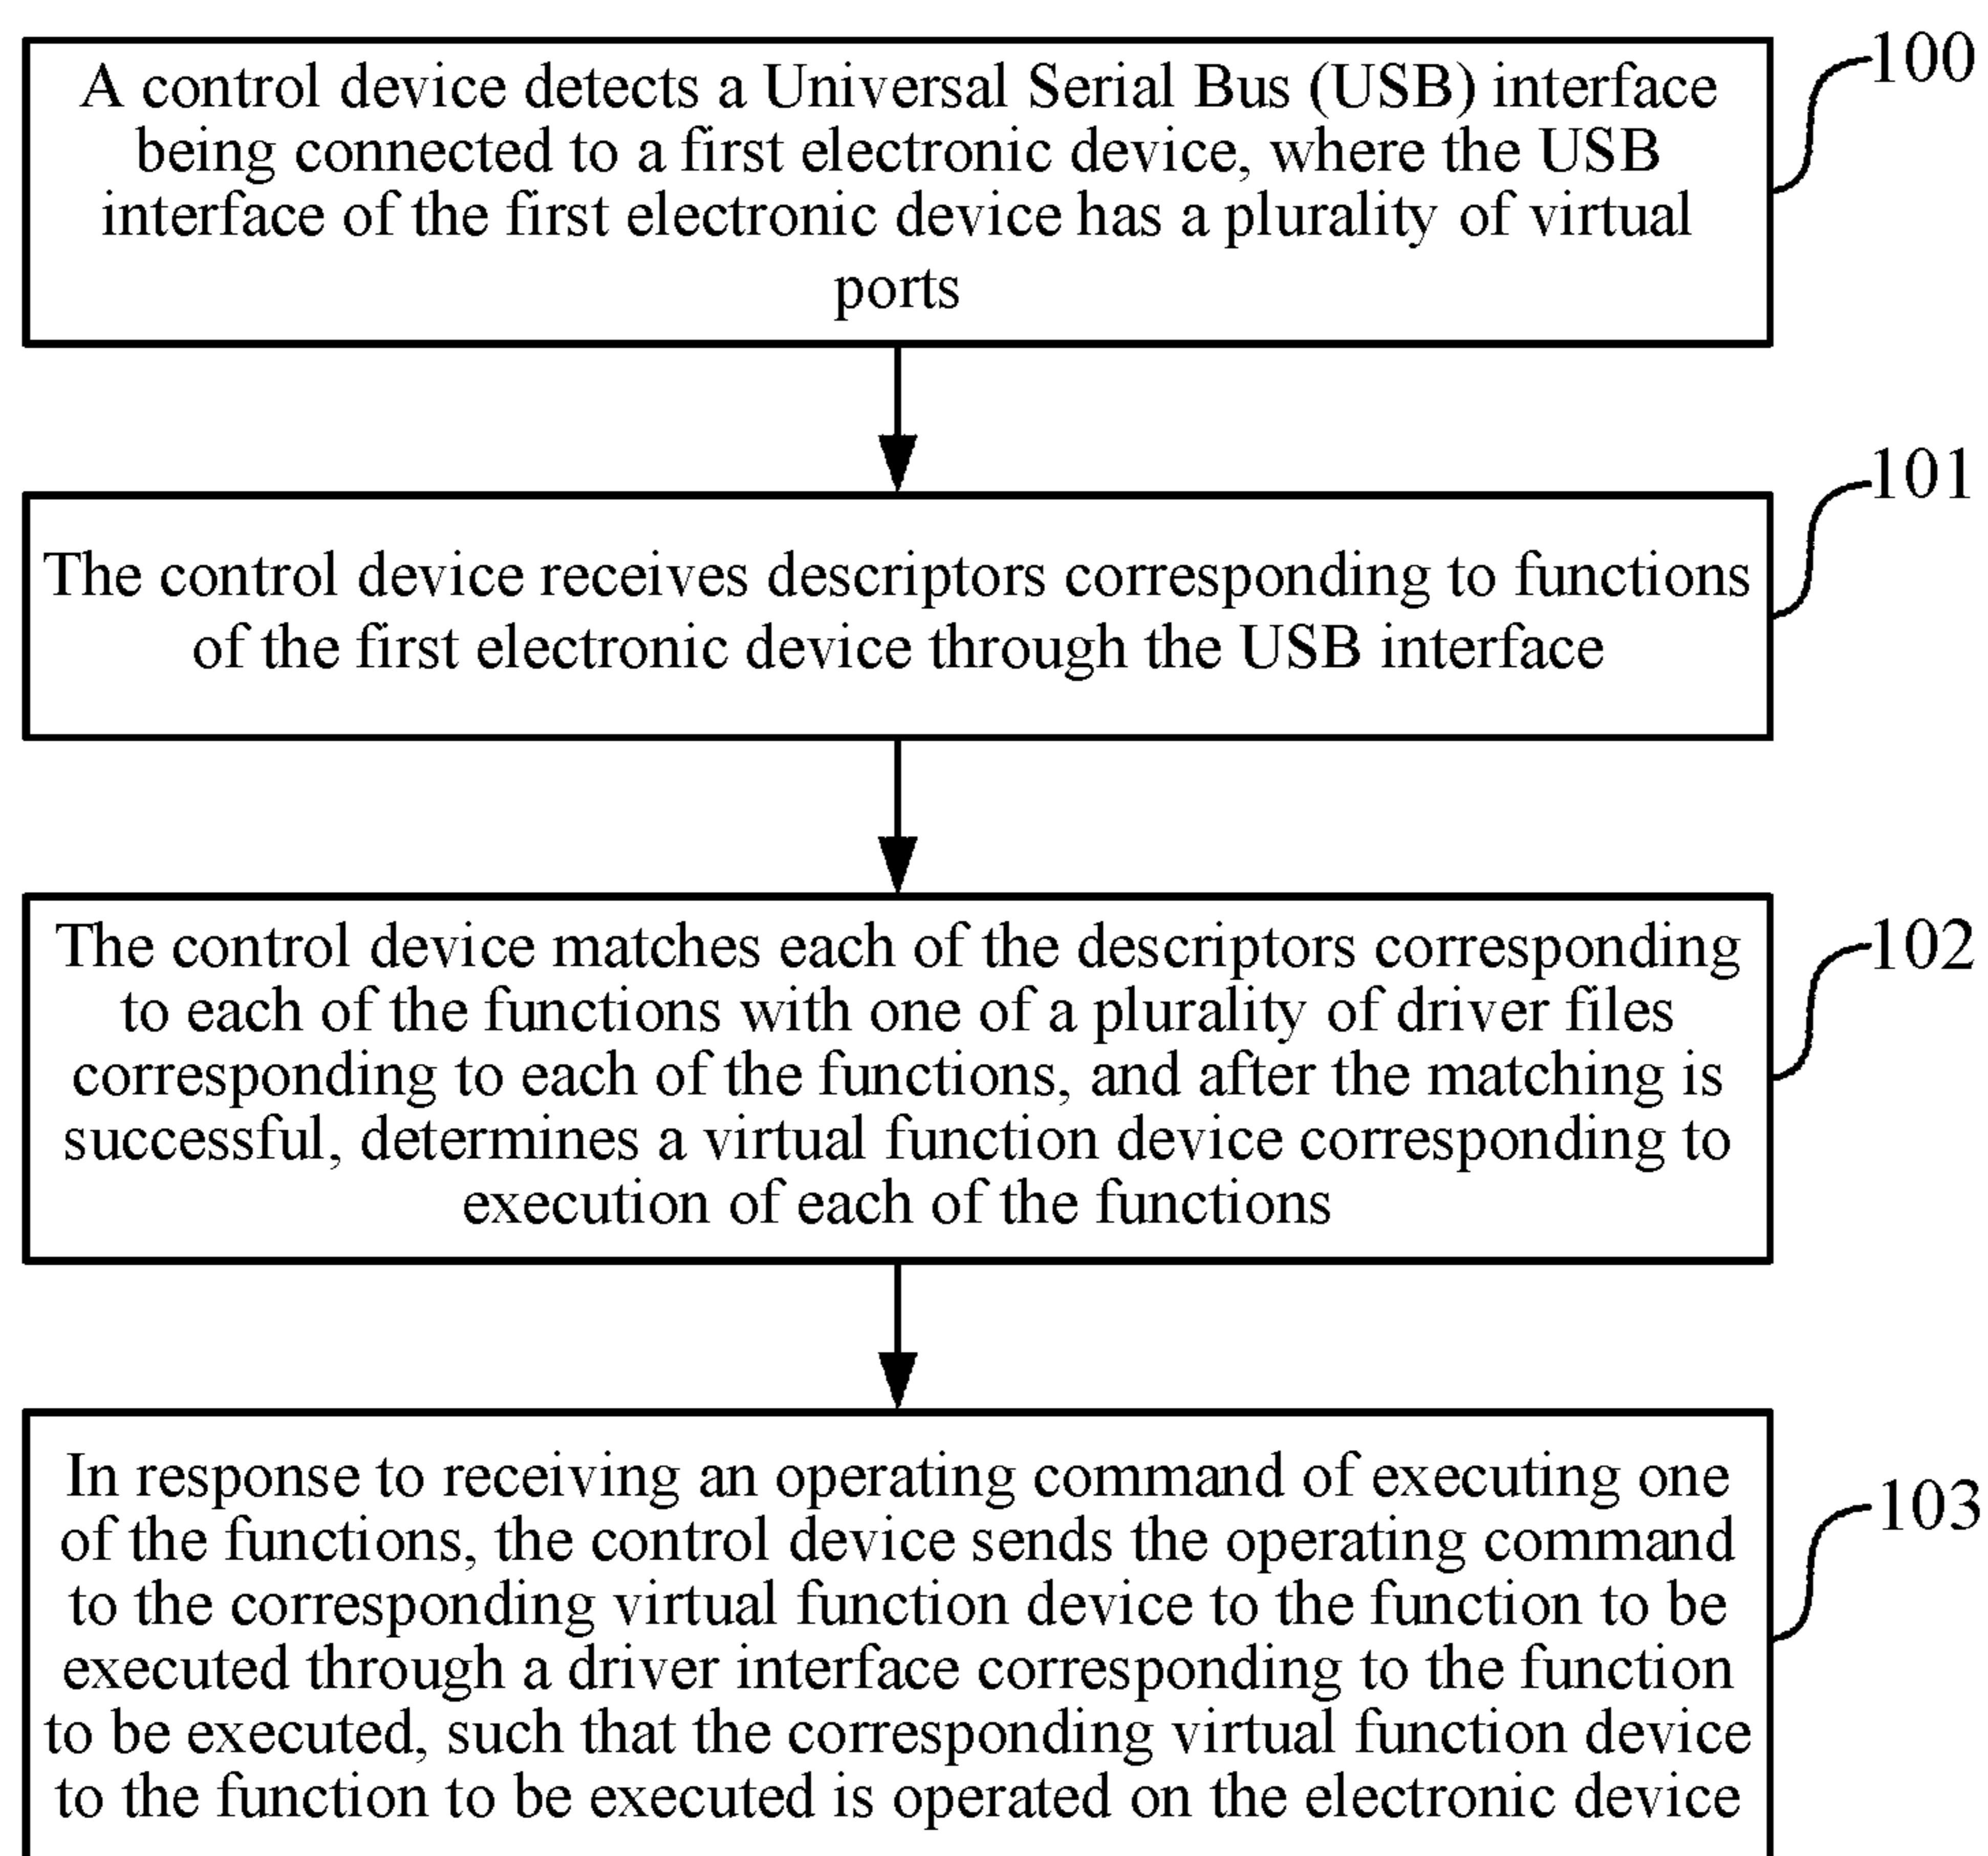 A control device detects a Universal Serial Bus (USB) interface
being connected to a first electronic device, where the USB
interface of the first electronic device has a plurality of virtual
ports
100
The control device receives descriptors corresponding to functions
of the first electronic device through the USB interface
101
The control device matches each of the descriptors corresponding
to each of the functions with one of a plurality of driver files
corresponding to each of the functions, and after the matching is
successful, determines a virtual function device corresponding to
execution of each of the functions
102
In response to receiving an operating command of executing one
of the functions, the control device sends the operating command
to the corresponding virtual function device to the function to be
executed through a driver interface corresponding to the function
to be executed, such that the corresponding virtual function device
to the function to be executed is operated on the electronic device
103